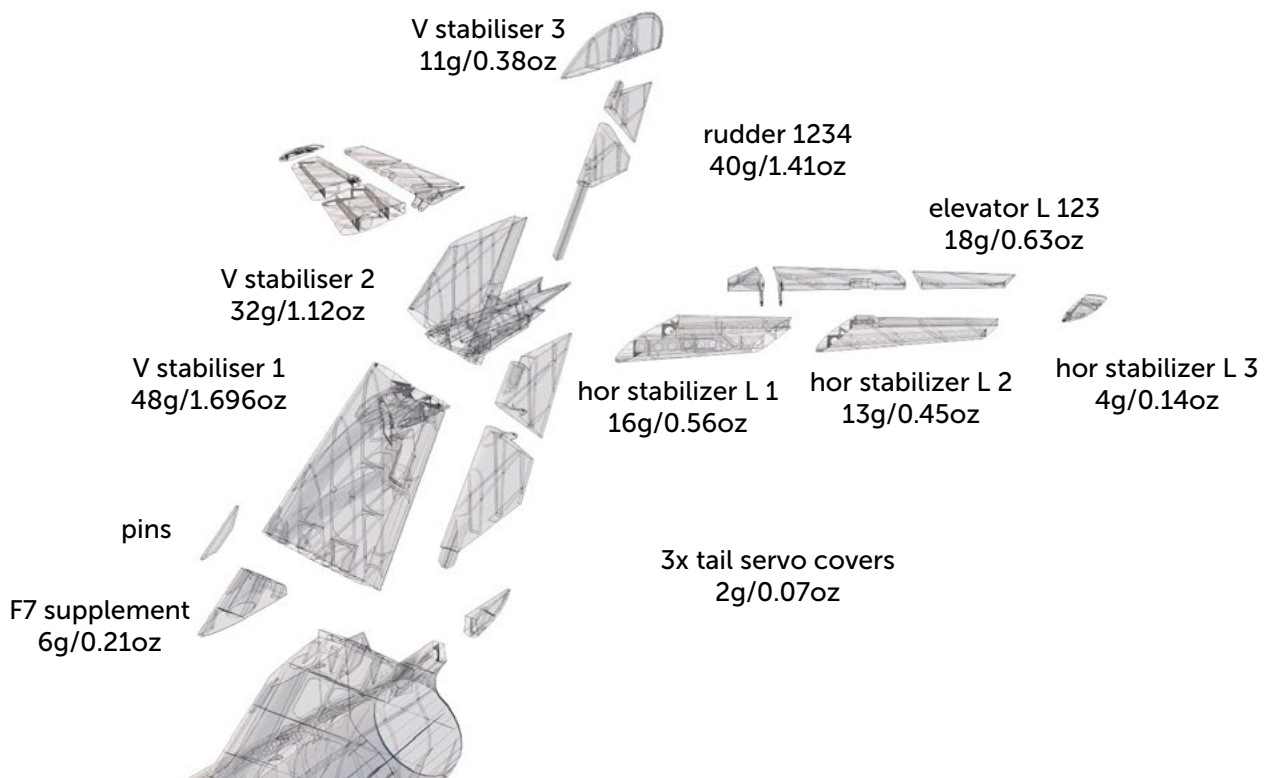 V stabiliser 3
11g/0.38oz
rudder 1234
40g/1.41oz
elevator L 123
18g/0.63oz
V stabiliser 2
32g/1.12oz
V stabiliser 1
48g/1.696oz
hor stabilizer L 1
16g/0.56oz
hor stabilizer L 2
13g/0.45oz
hor stabilizer L 3
4g/0.14oz
pins
3x tail servo covers
2g/0.07oz
F7 supplement
6g/0.21oz